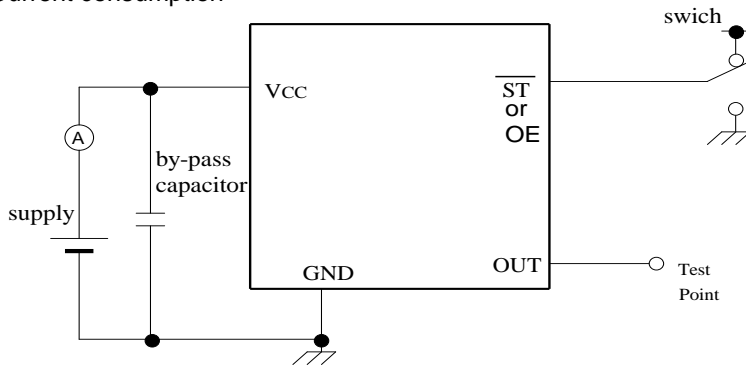 Current consumption
swich
VCC
ST
or
OE
A
by-pass
capacitor
supply
GND
OUT
Test
Point